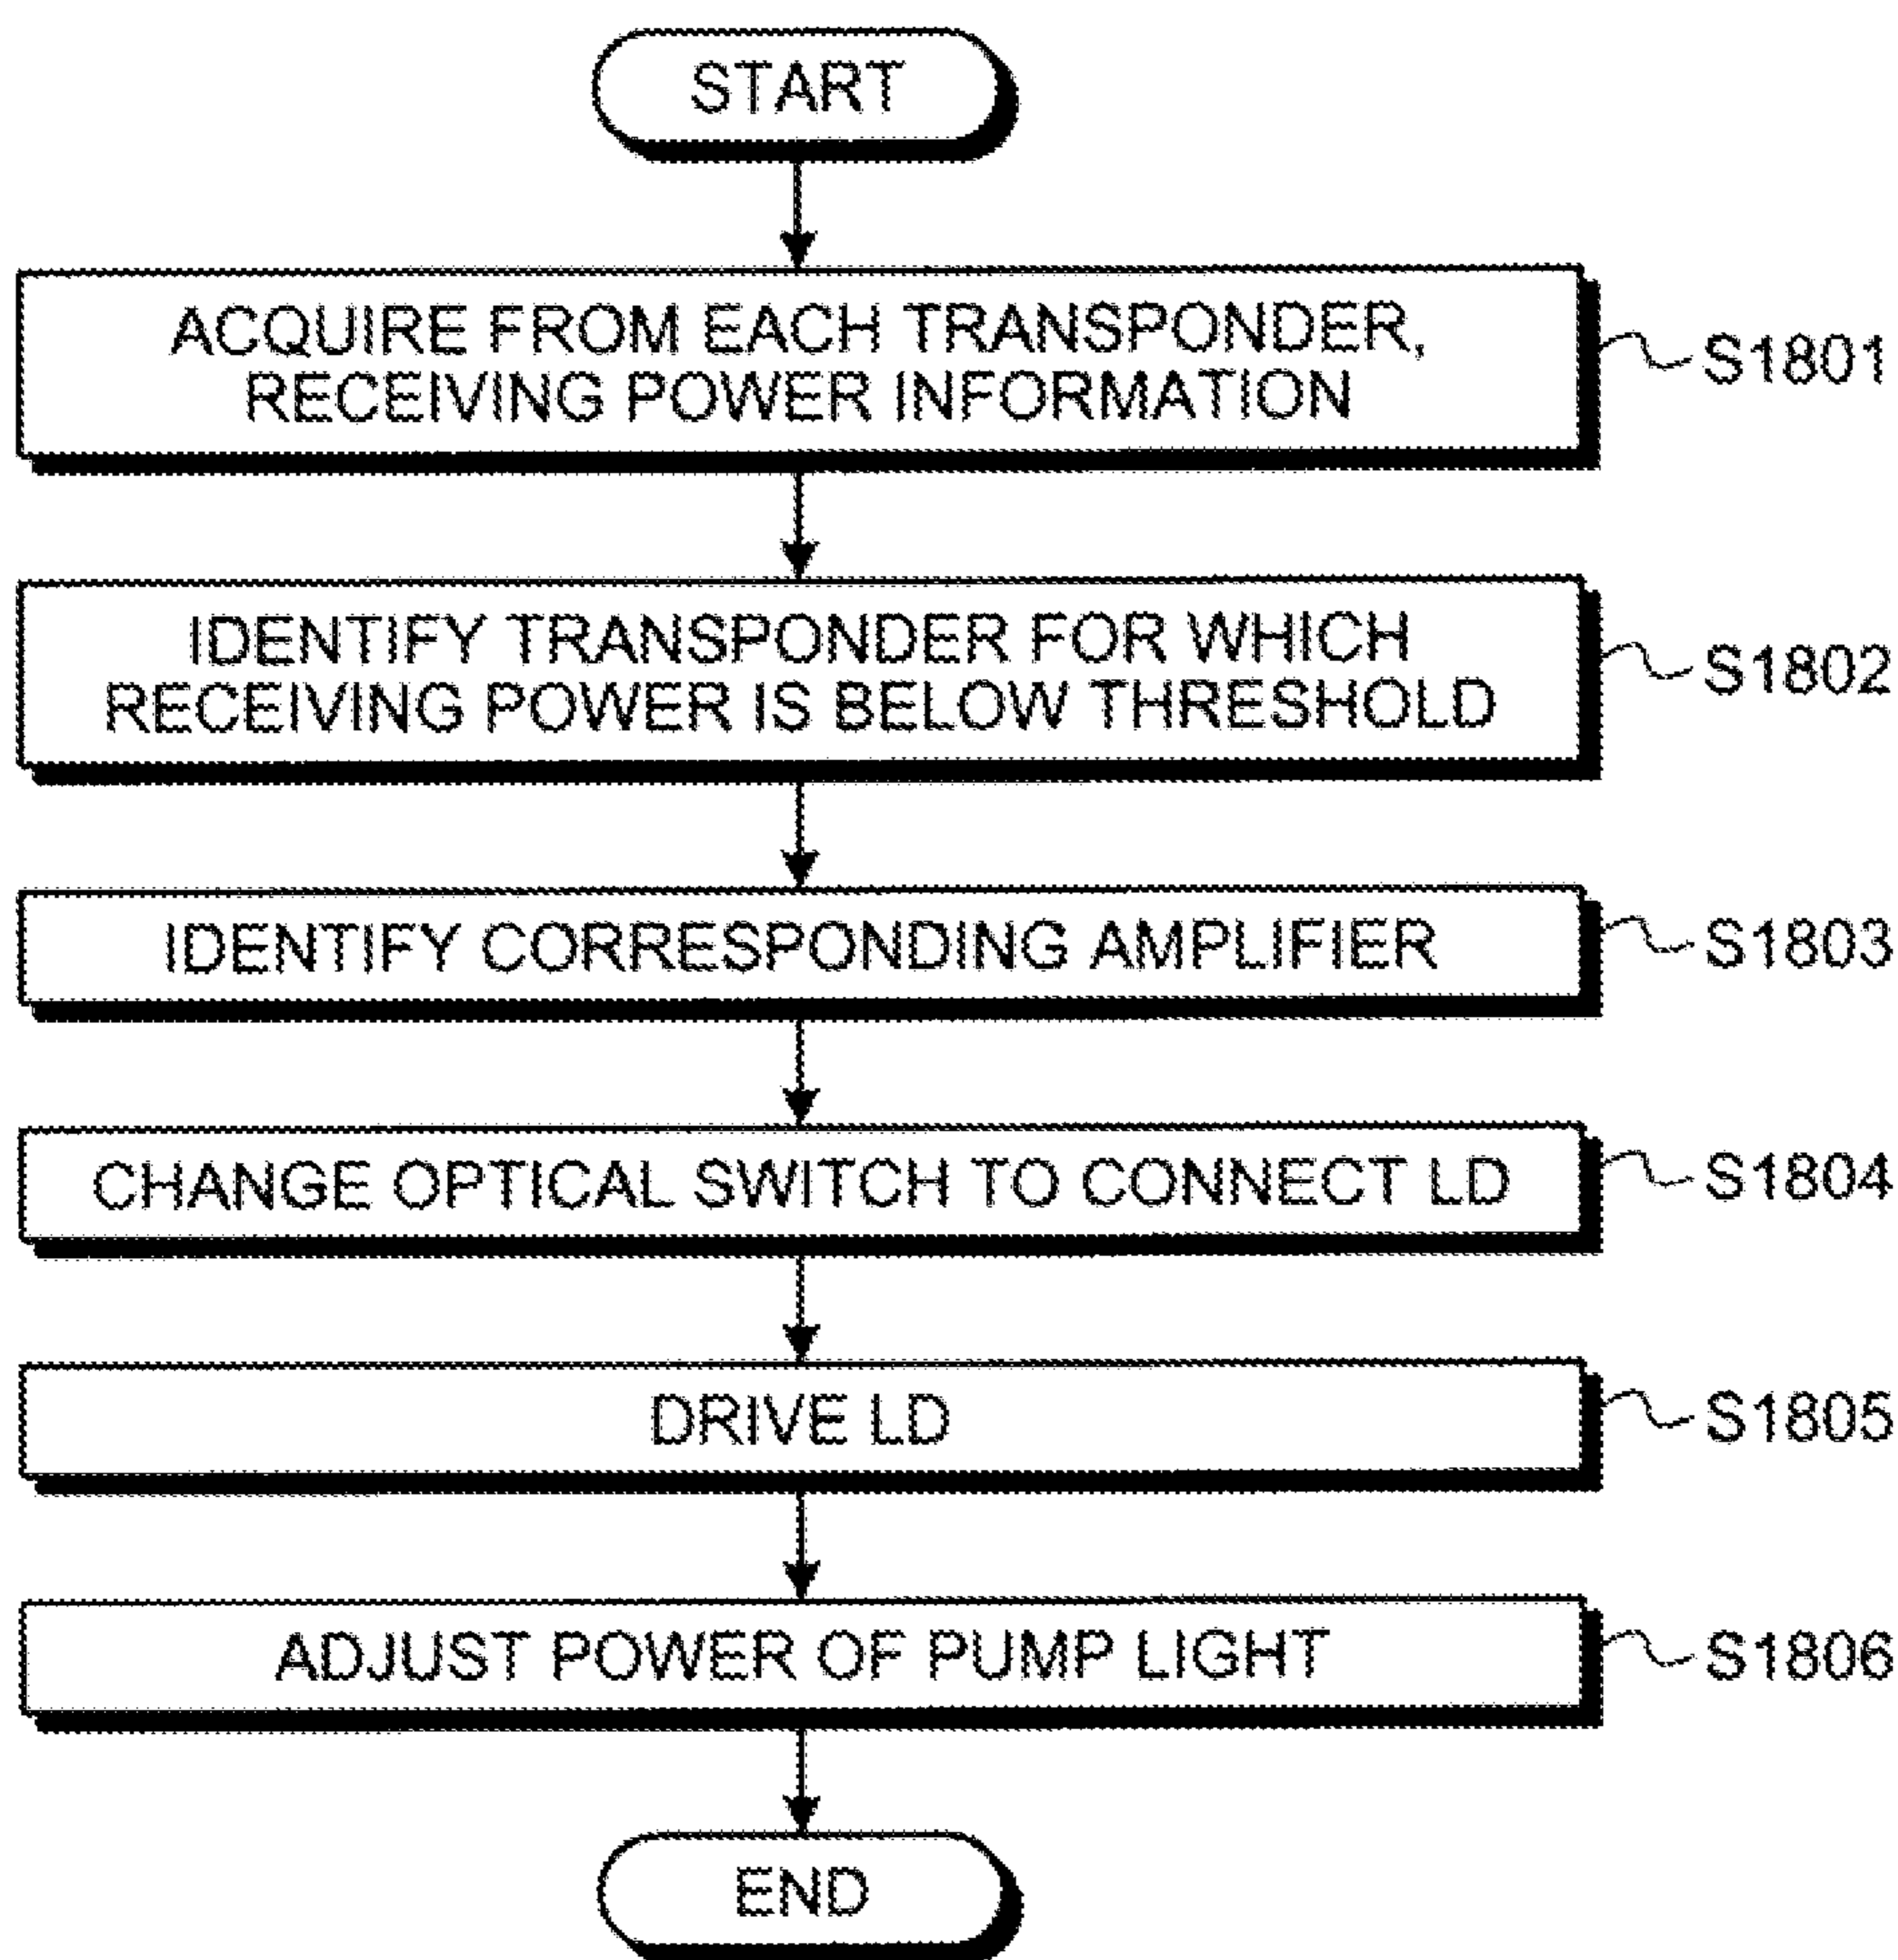 START
ACQUIRE FROM EACH TRANSPONDER,
RECEIVING POWER INFORMATION
S1801
IDENTIFY TRANSPONDER FOR WHICH
RECEIVING POWER IS BELOW THRESHOLD
S1802
IDENTIFY CORRESPONDING AMPLIFIER
S1803
CHANGE OPTICAL SWITCH TO CONNECT LD
S1804
DRIVE LD
S1805
ADJUST POWER OF PUMP LIGHT
S1806
END